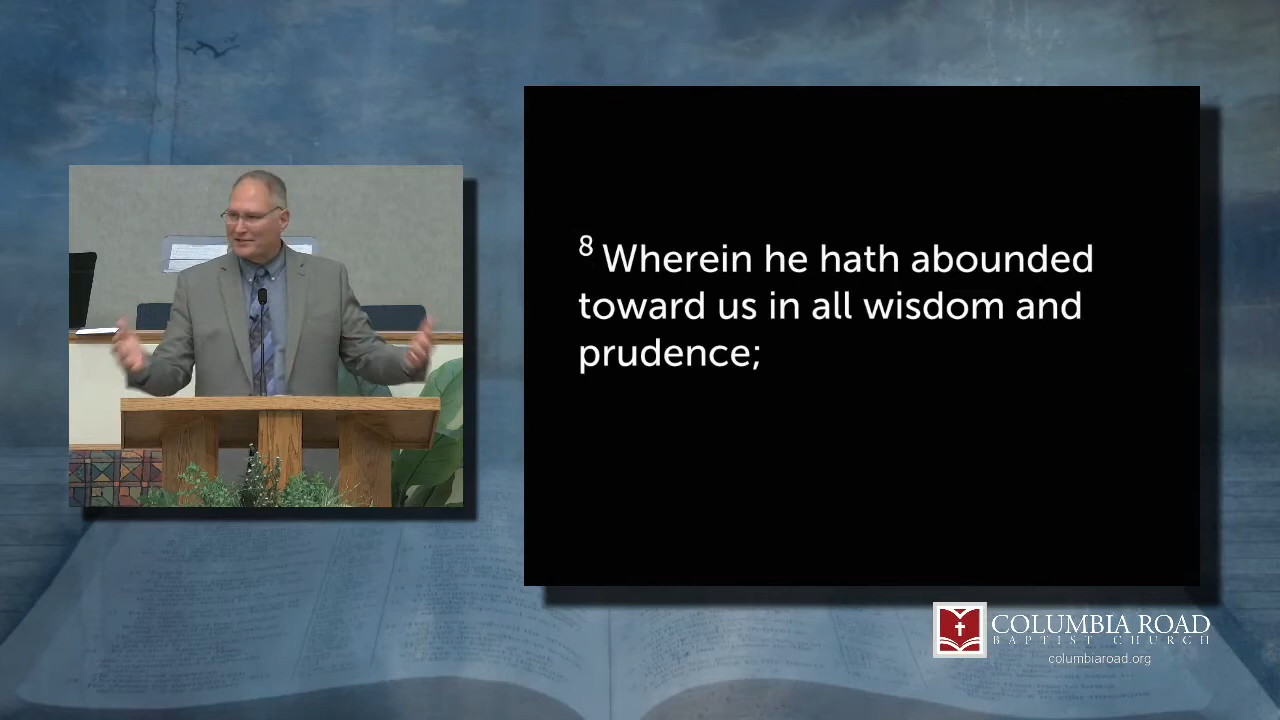 8 Wherein he hath abounded
toward us in all wisdom and
prudence;
COLUMBIA ROAD
BAPTIST CHURCH
columbiaroad.org